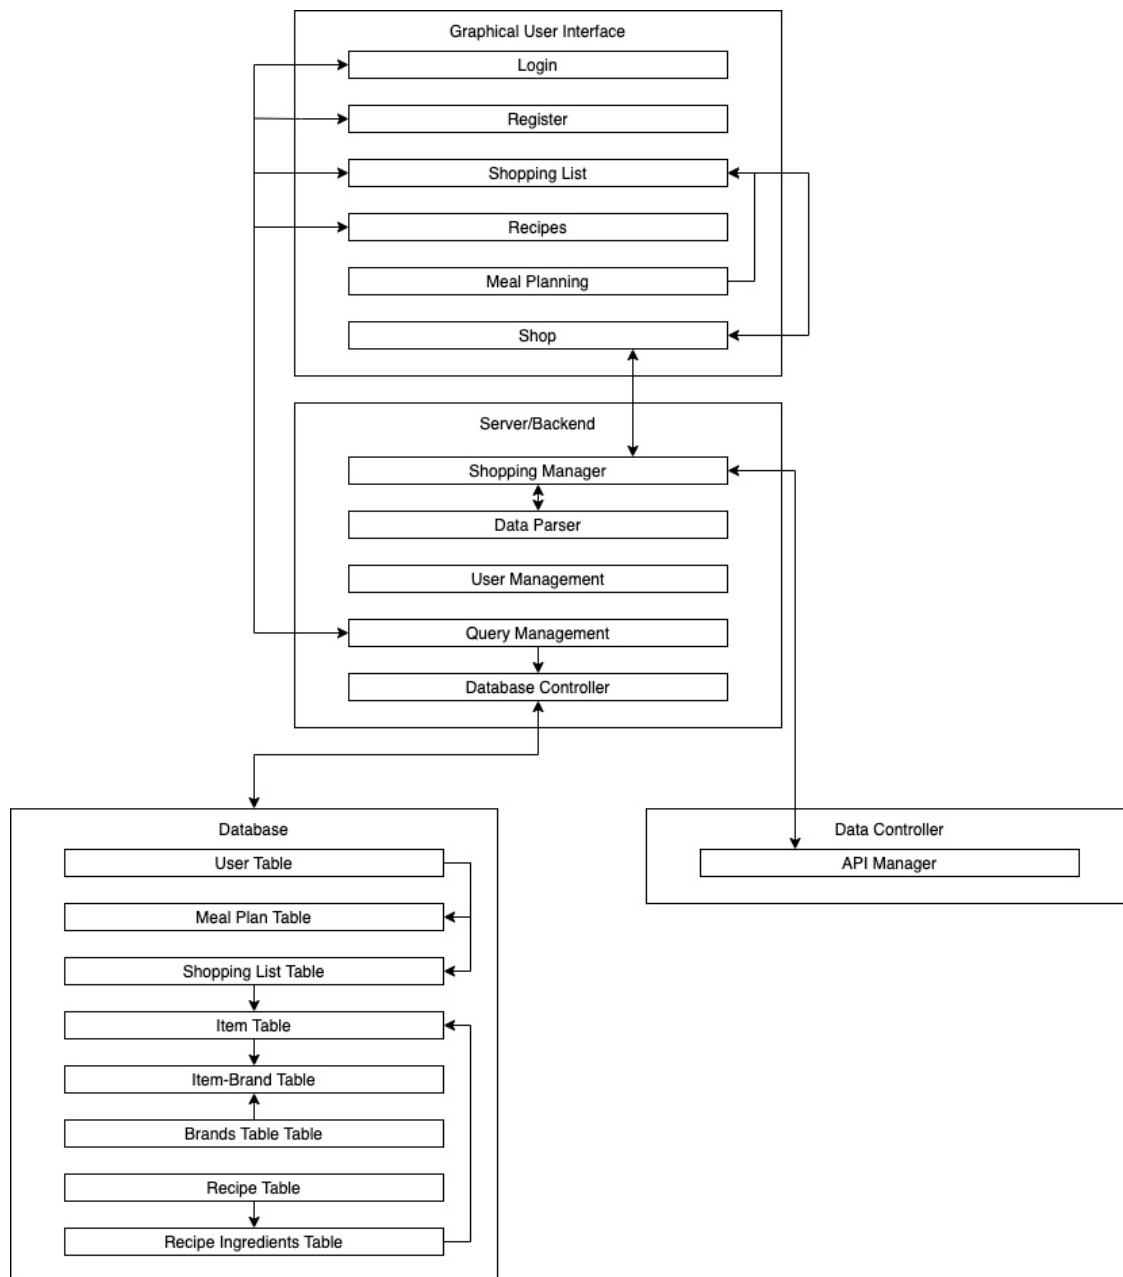 Graphical User Interface
Login
Register
Shopping List
Recipes
Meal Planning
Shop
Server/Backend
Shopping Manager
Data Parser
User Management
Query Management
Database Controller
Database
User Table
Meal Plan Table
Shopping List Table
Item Table
Item-Brand Table
Brands Table Table
Recipe Table
Recipe Ingredients Table
Data Controller
API Manager